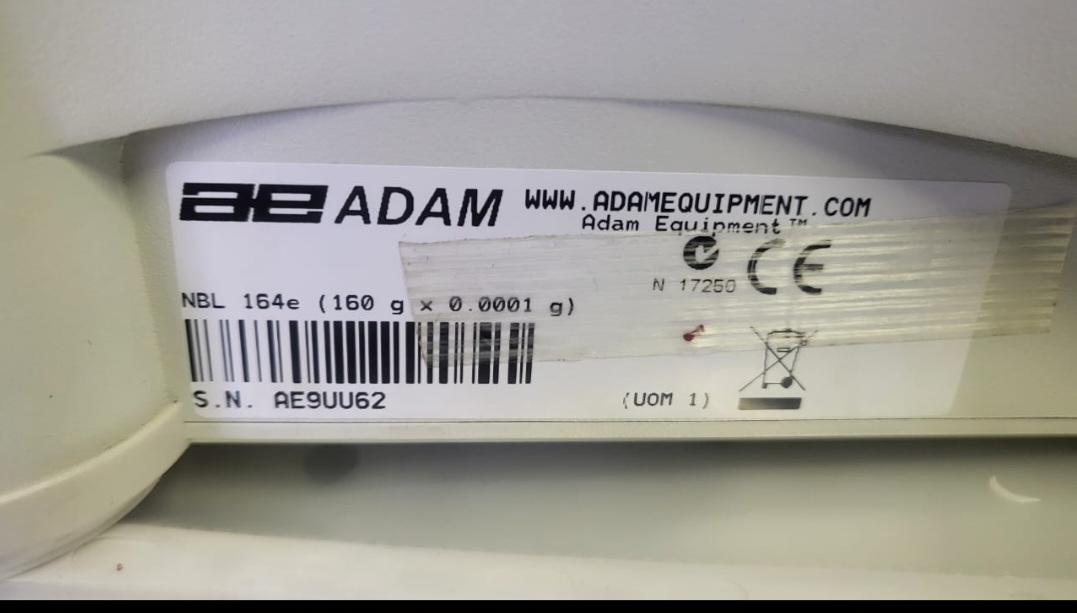 ae ADAM WWW.ADAMEQUIPMENT.COM
Adam Equipment™
N 17250
CE
NBL 164e (160 g x 0.0001 g)
S.N. AE9UU62
(UOM 1)